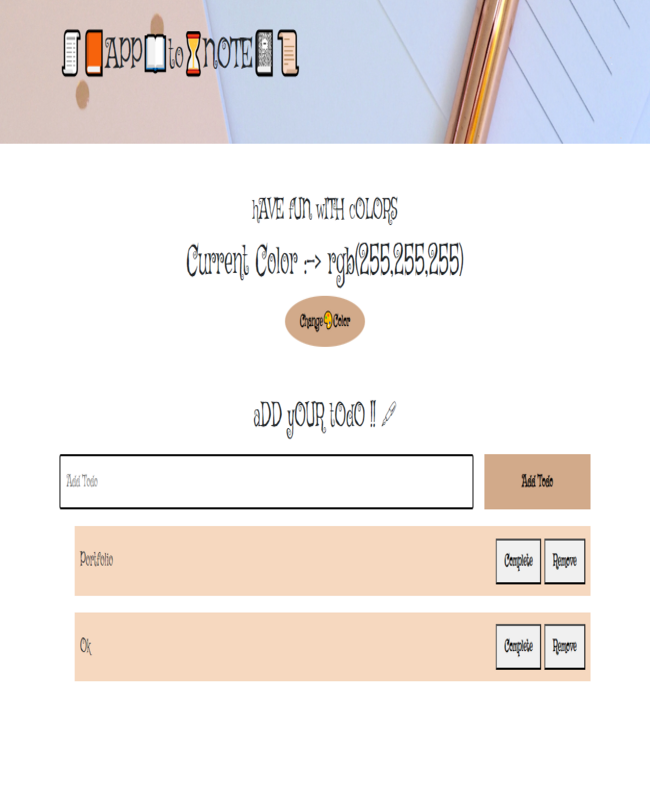 📜📙APP📖to⏳NOTE📓📜
hAVE fUN wITH cOLORS
Current Color :-> rgb(255,255,255)
Change🎨Color
aDD yOUR tOdO !! 🖊
Add Todo
Add Todo
Portfolio
Complete
Remove
Ok
Complete
Remove